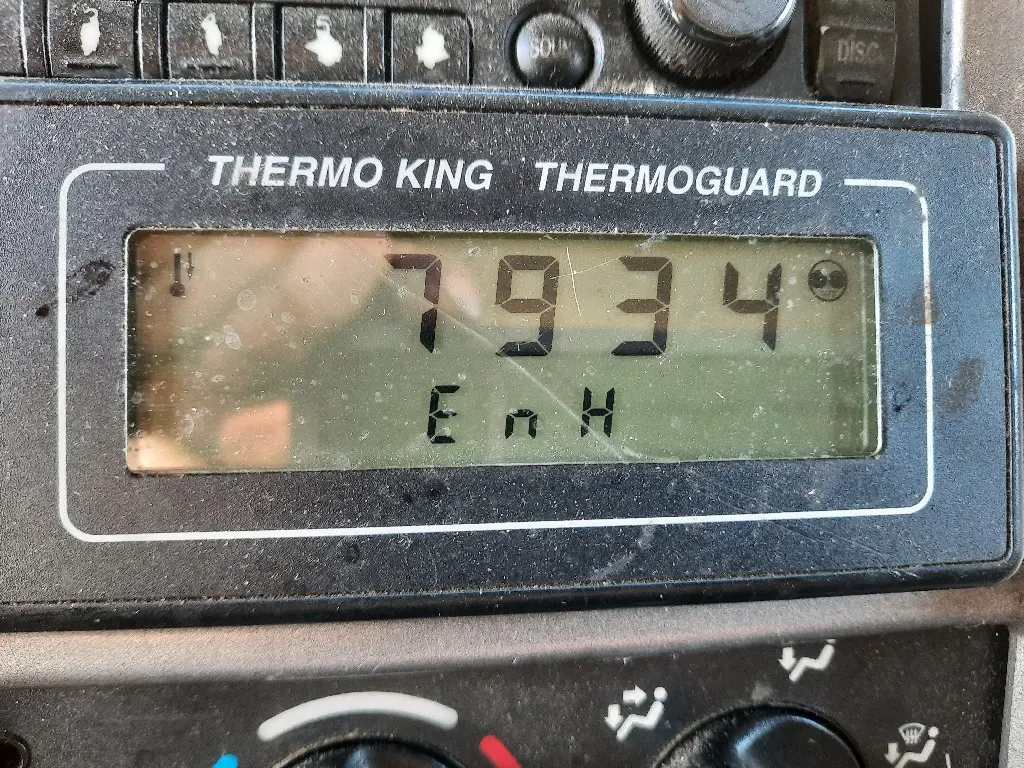 SOUND
DISC
THERMO KING THERMOGUARD
7934
EnH